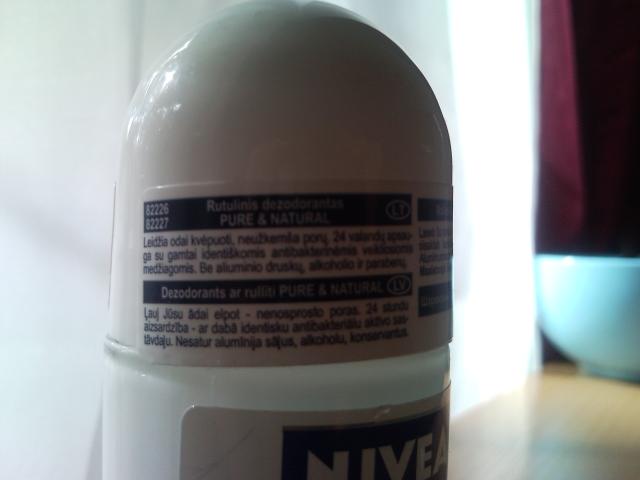 82226
82227
Rutulinis dezodorantas
PURE & NATURAL
LT
Leidžia odai kvėpuoti, neužkemša porų. 24 valandų apsau-
ga su gamtai identiškomis antibakterinėmis veikliosiomis
medžiagomis. Be aliuminio druskų, alkoholio ir parabenų.
Dezodorants ar rullīti PURE & NATURAL
LV
Ļauj Jūsu ādai elpot - nenosprosto poras. 24 stundu
aizsardzība - ar dabā identisku antibakteriālu aktīvo sas-
tāvdaļu. Nesatur alumīnija sāļus, alkoholu, konservantus.
NIVEA